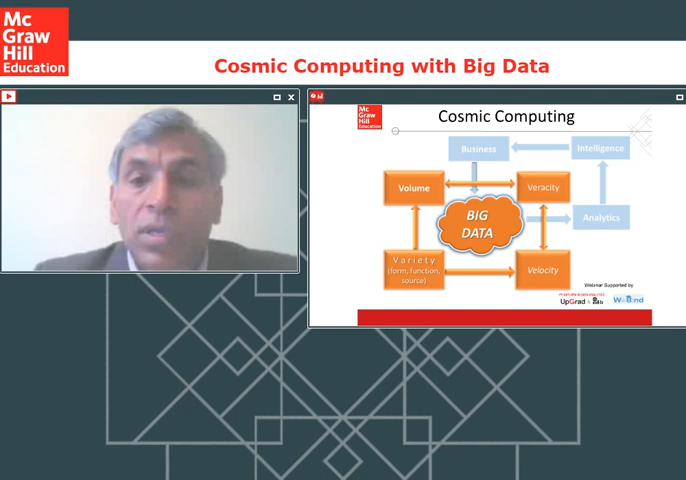 Mc
Graw
Hill
Education
Cosmic Computing with Big Data
Mc
Graw
Hill
Education
Cosmic Computing
Business
Intelligence
Volume
Veracity
BIG
DATA
Analytics
Variety
(form, function,
source)
Velocity
Webinar Supported by
UpGrad &